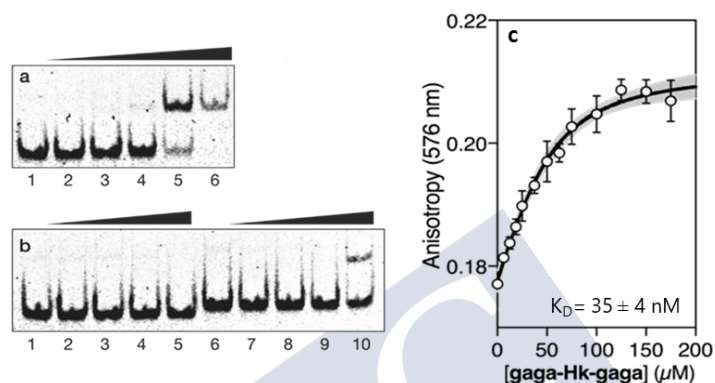 a
1 2 3 4 5 6
b
1 2 3 4 5 6 7 8 9 10
c
0.22
0.20
0.18
Anisotropy (576 nm)
K_D = 35 ± 4 nM
0 50 100 150 200
[gaga-Hk-gaga] (µM)